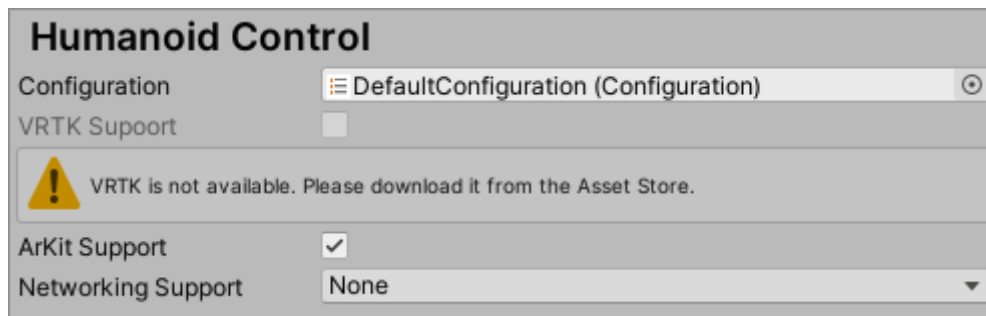 Humanoid Control
Configuration DefaultConfiguration (Configuration)
VRTK Supoort
VRTK is not available. Please download it from the Asset Store.
ArKit Support
Networking Support None